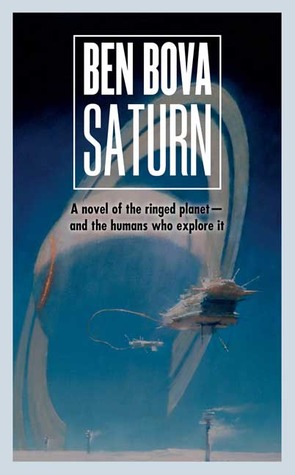 BEN BOVA
SATURN
A novel of the ringed planet—
and the humans who explore it